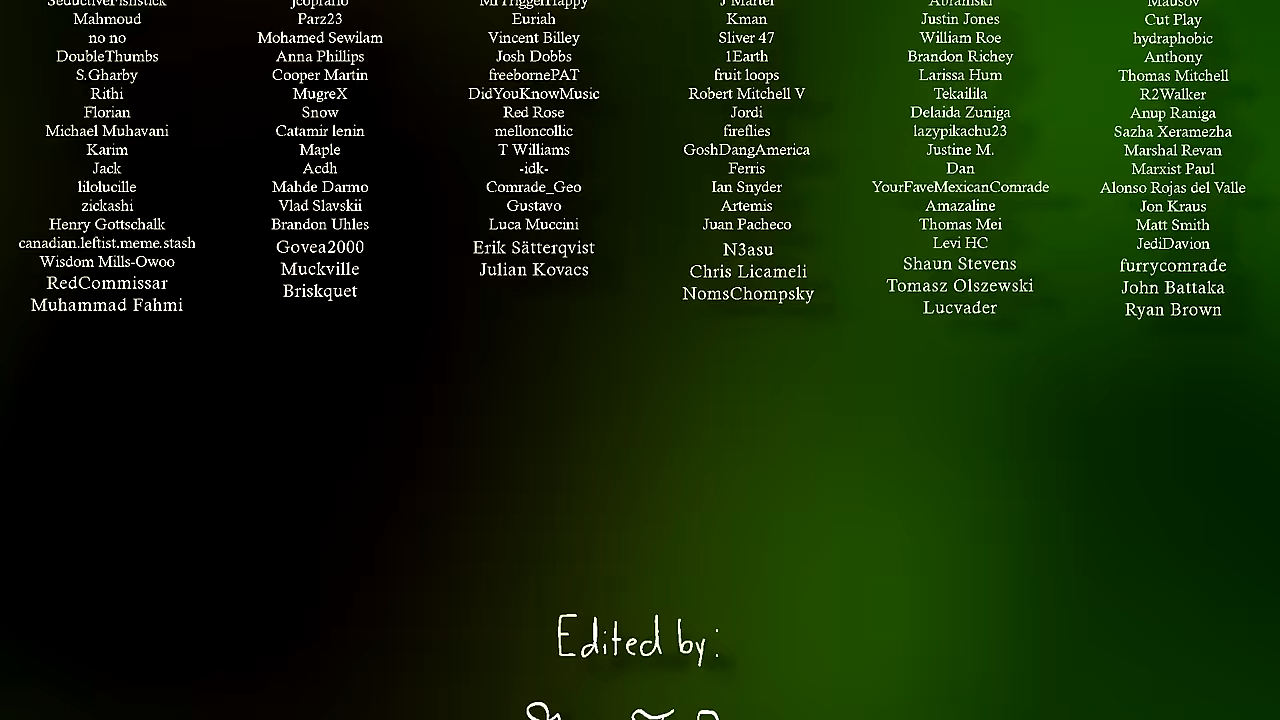 SeductiveFishstick
Mahmoud
no no
DoubleThumbs
S.Gharby
Rithi
Florian
Michael Muhavani
Karim
Jack
lilolucille
zickashi
Henry Gottschalk
canadian.leftist.meme.stash
Wisdom Mills-Owoo
RedCommissar
Muhammad Fahmi
jcoprano
Parz23
Mohamed Sewilam
Anna Phillips
Cooper Martin
MugreX
Snow
Catamir lenin
Maple
Acdh
Mahde Darmo
Vlad Slavskii
Brandon Uhles
Govea2000
Muckville
Briskquet
MrTriggerHappy
Euriah
Vincent Billey
Josh Dobbs
freebornePAT
DidYouKnowMusic
Red Rose
melloncollic
T Williams
-idk-
Comrade_Geo
Gustavo
Luca Muccini
Erik Sätterqvist
Julian Kovacs
J Martel
Kman
Sliver 47
1Earth
fruit loops
Robert Mitchell V
Jordi
fireflies
GoshDangAmerica
Ferris
Ian Snyder
Artemis
Juan Pacheco
N3asu
Chris Licameli
NomsChompsky
Abramski
Justin Jones
William Roe
Brandon Richey
Larissa Hum
Tekailila
Delaida Zuniga
lazypikachu23
Justine M.
Dan
YourFaveMexicanComrade
Amazaline
Thomas Mei
Levi HC
Shaun Stevens
Tomasz Olszewski
Lucvader
Mausov
Cut Play
hydraphobic
Anthony
Thomas Mitchell
R2Walker
Anup Raniga
Sazha Xeramezha
Marshal Revan
Marxist Paul
Alonso Rojas del Valle
Jon Kraus
Matt Smith
JediDavion
furrycomrade
John Battaka
Ryan Brown
Edited by: